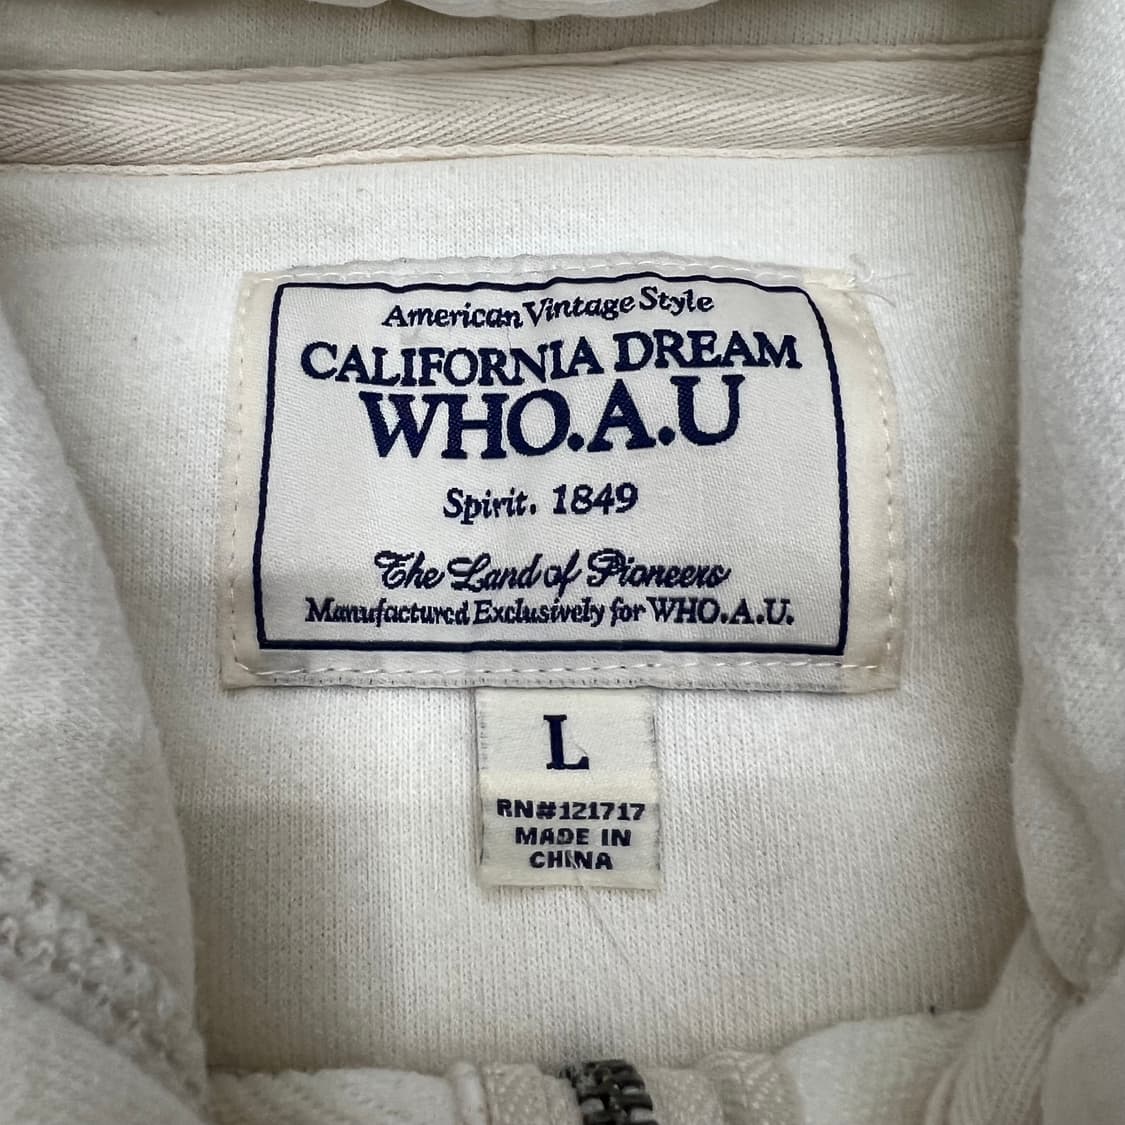 American Vintage Style
CALIFORNIA DREAM
WHO.A.U
Spirit. 1849
The Land of Pioneers
Manufactured Exclusively for WHO.A.U.
L
RN#121717
MADE IN
CHINA